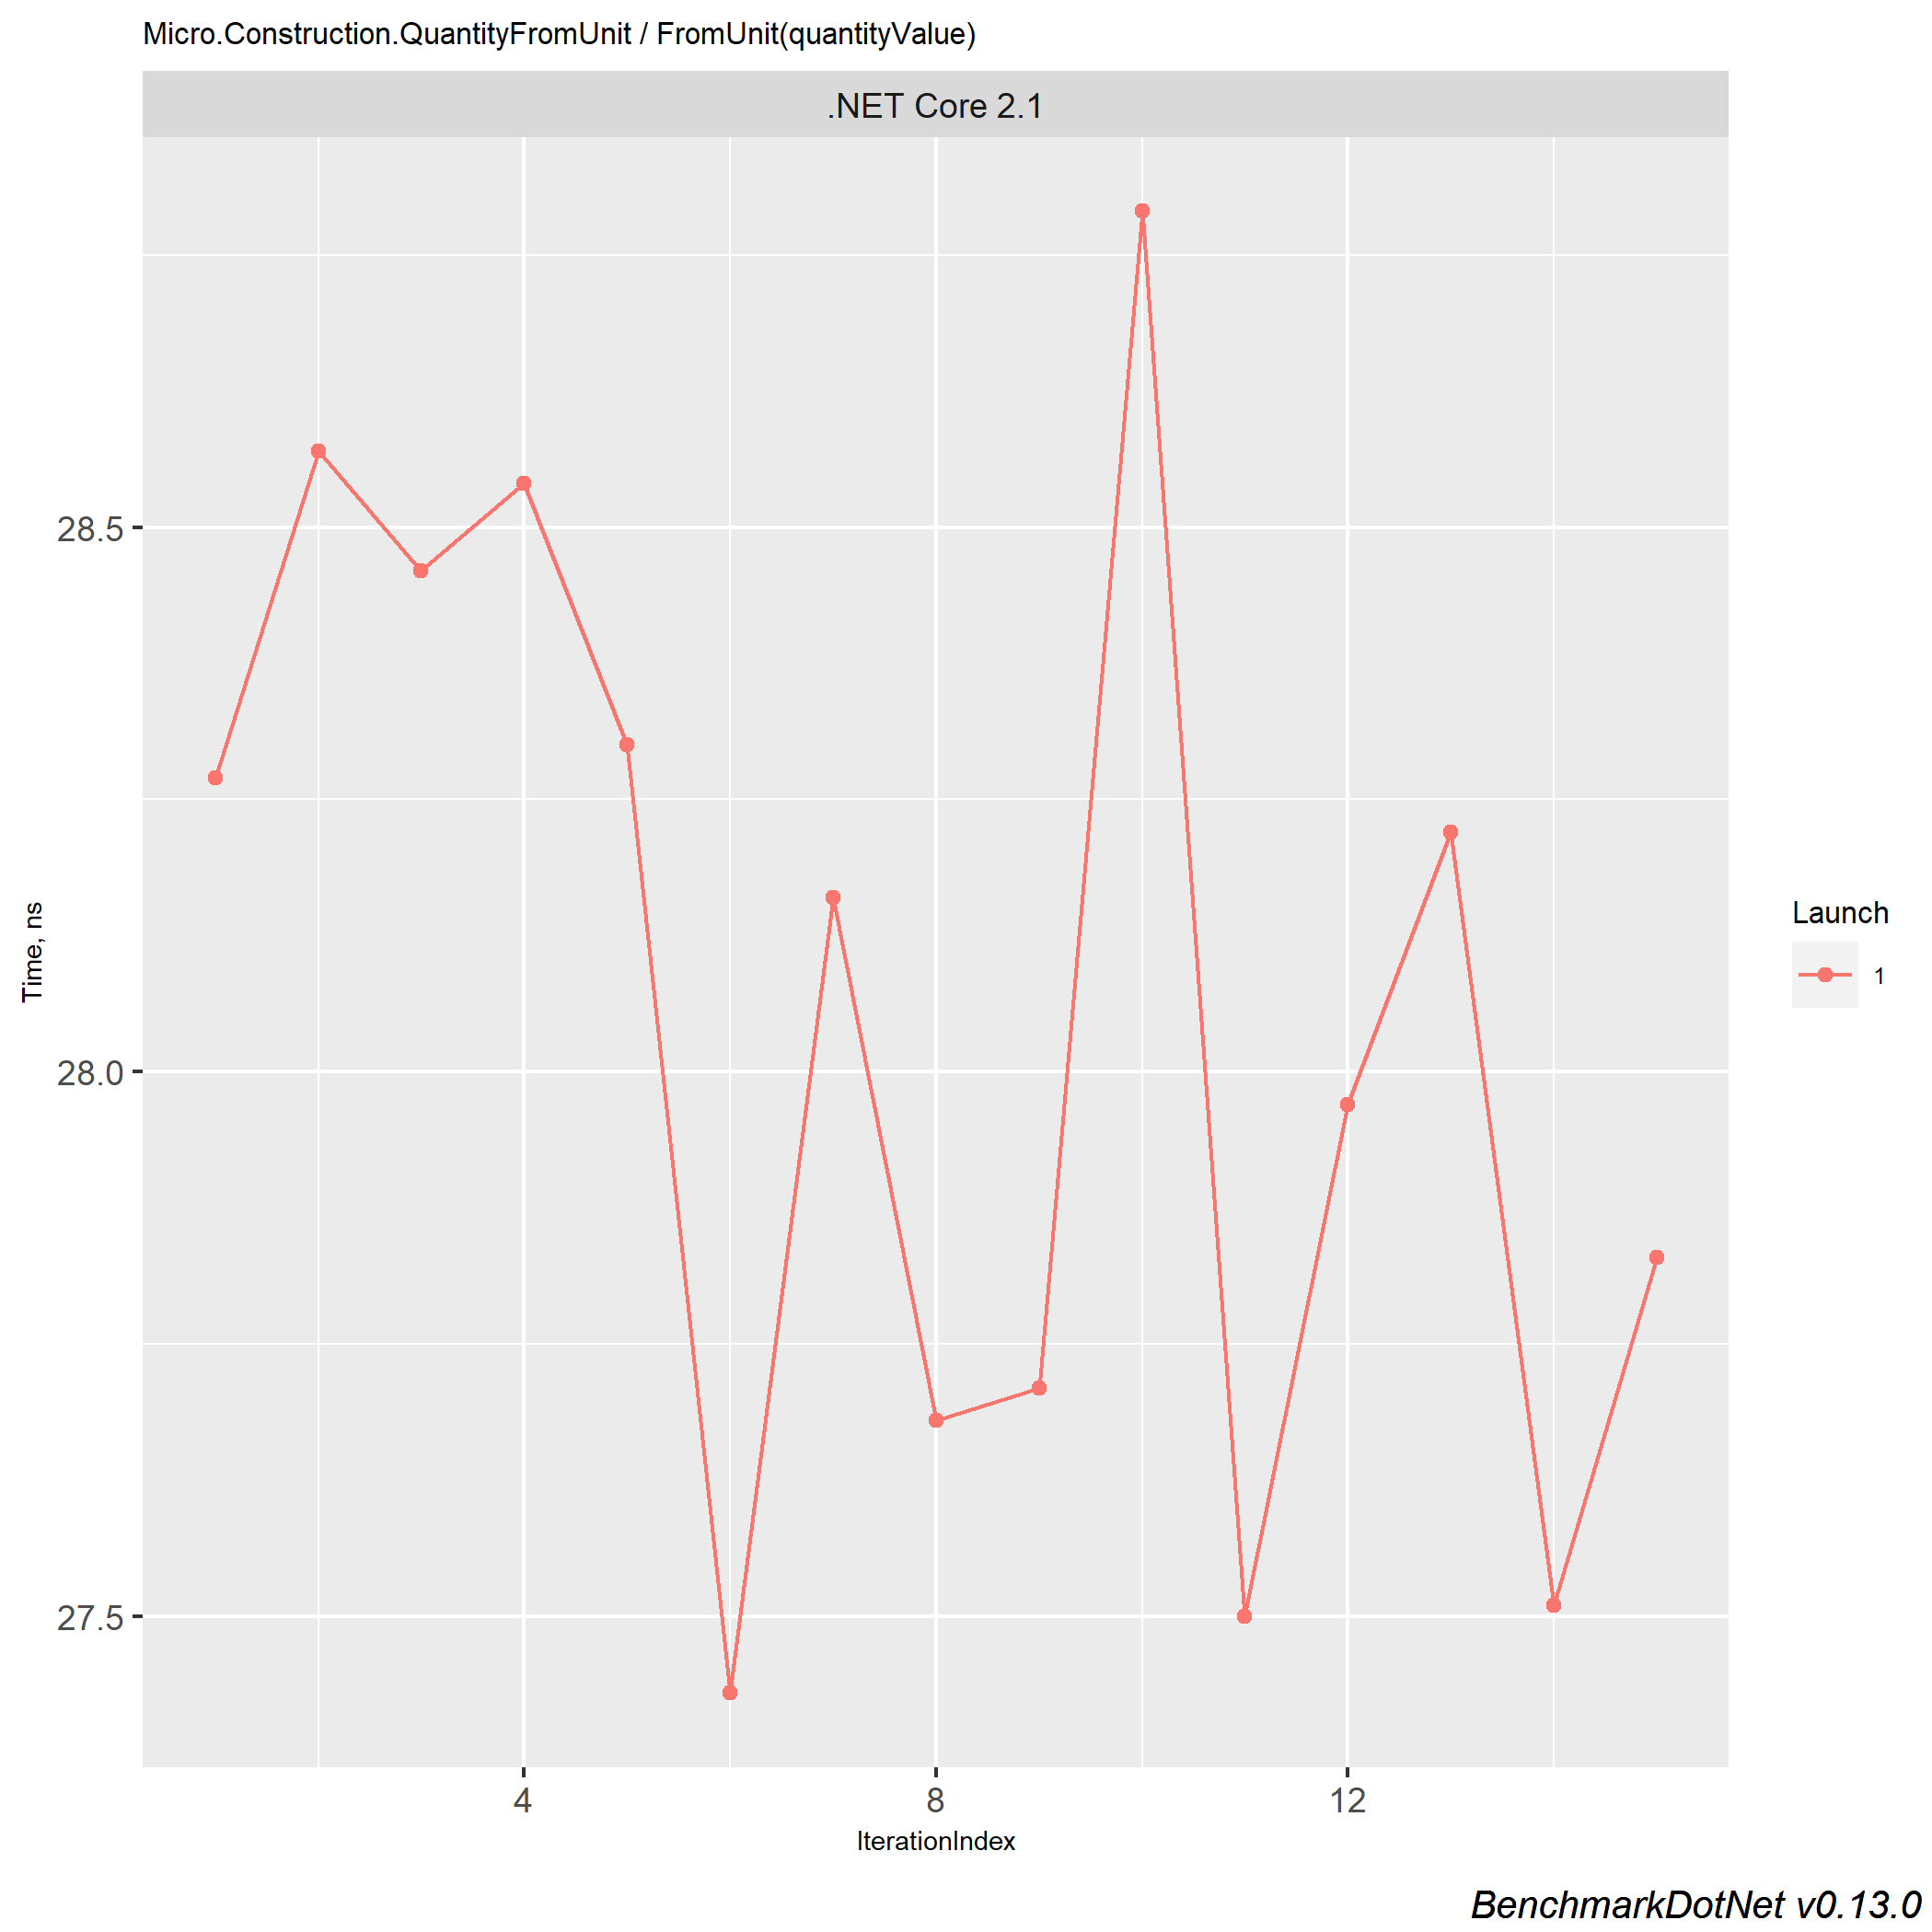 Micro.Construction.QuantityFromUnit / FromUnit(quantityValue)
.NET Core 2.1
28.5
28.0
27.5
Time, ns
4
8
12
IterationIndex
Launch
1
BenchmarkDotNet v0.13.0